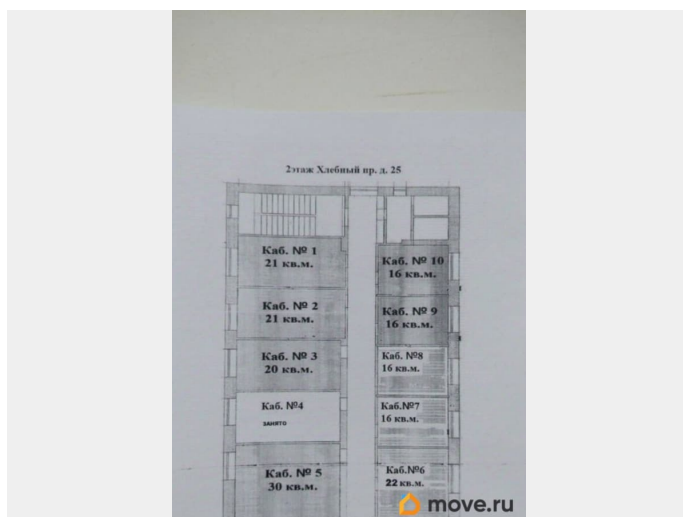 2этаж Хлебный пр. д. 25
Каб. № 1
21 кв.м.
Каб. № 2
21 кв.м.
Каб. № 3
20 кв.м.
Каб. №4
занято
Каб. № 5
30 кв.м.
Каб. № 10
16 кв.м.
Каб. № 9
16 кв.м.
Каб. №8
16 кв.м.
Каб.№7
16 кв.м.
Каб.№6
22 кв.м.
move.ru